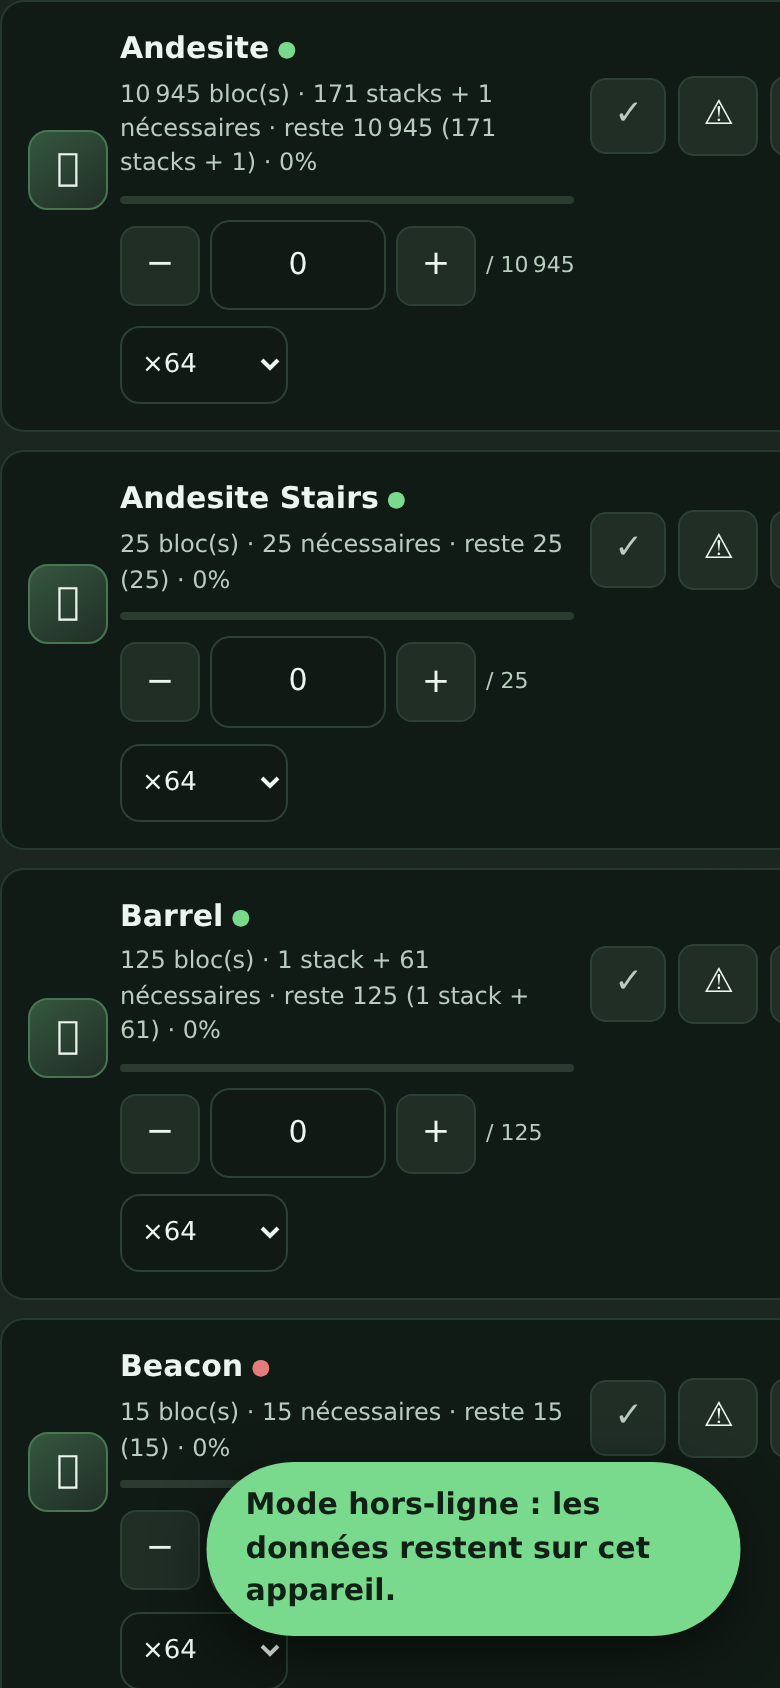 Andesite
10 945 bloc(s) · 171 stacks + 1
nécessaires · reste 10 945 (171
stacks + 1) · 0%
✓ ⚠
− 0 + / 10 945
×64
Andesite Stairs
25 bloc(s) · 25 nécessaires · reste 25
(25) · 0%
✓ ⚠
− 0 + / 25
×64
Barrel
125 bloc(s) · 1 stack + 61
nécessaires · reste 125 (1 stack +
61) · 0%
✓ ⚠
− 0 + / 125
×64
Beacon
15 bloc(s) · 15 nécessaires · reste 15
(15) · 0%
✓ ⚠
−
Mode hors-ligne : les
données restent sur cet
appareil.
×64